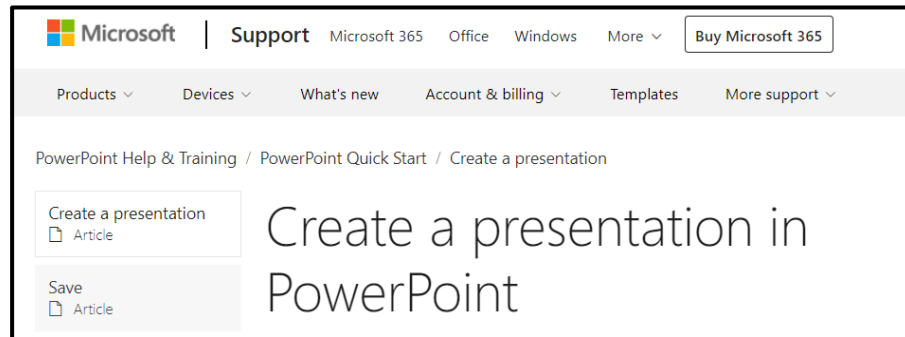 Microsoft | Support Microsoft 365 Office Windows More Buy Microsoft 365
Products Devices What's new Account & billing Templates More support
PowerPoint Help & Training / PowerPoint Quick Start / Create a presentation
Create a presentation
Article
Save
Article
Create a presentation in
PowerPoint